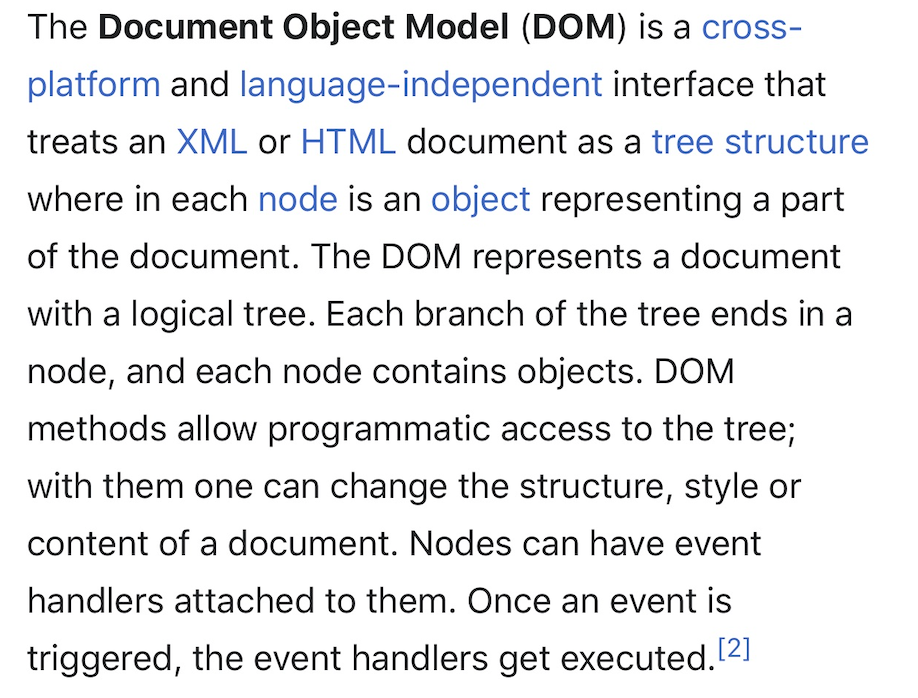 The Document Object Model (DOM) is a cross-
platform and language-independent interface that
treats an XML or HTML document as a tree structure
where in each node is an object representing a part
of the document. The DOM represents a document
with a logical tree. Each branch of the tree ends in a
node, and each node contains objects. DOM
methods allow programmatic access to the tree;
with them one can change the structure, style or
content of a document. Nodes can have event
handlers attached to them. Once an event is
triggered, the event handlers get executed.[2]